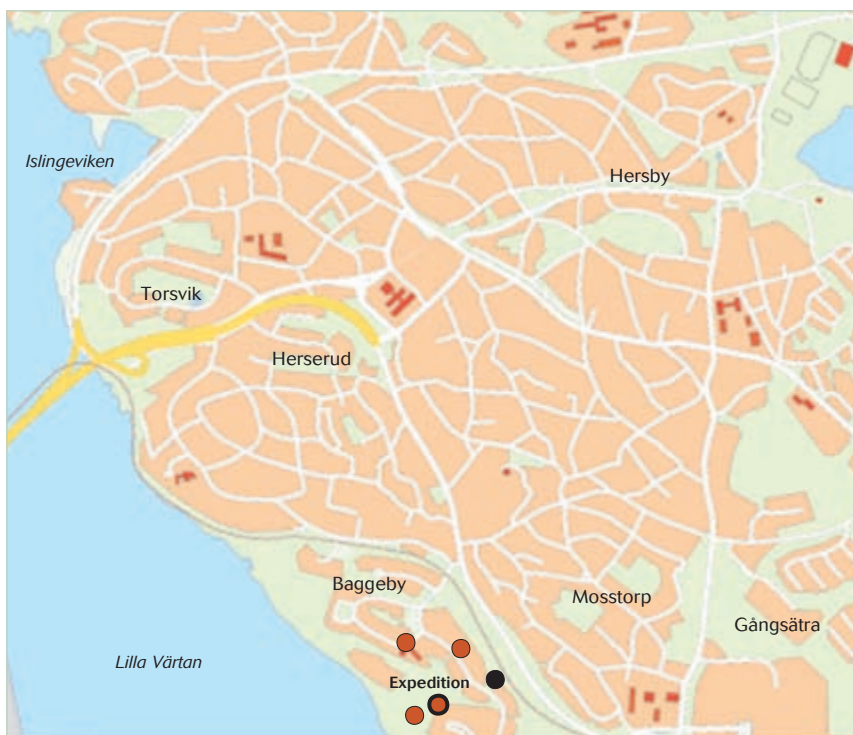 Islingeviken
Hersby
Torsvik
Herserud
Baggeby
Mosstorp
Gångsätra
Lilla Värtan
Expedition